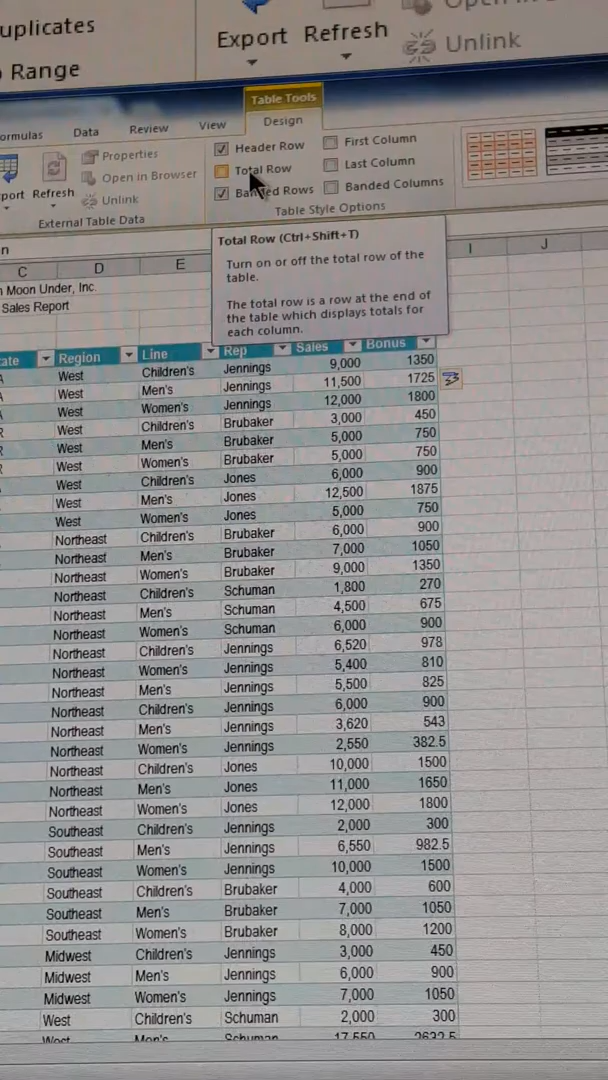 uplicates
Range
Export Refresh Unlink
Table Tools
ormulas Data Review View Design
Properties
Open in Browser
Unlink
port Refresh
External Table Data
Header Row First Column
Total Row Last Column
Banded Rows Banded Columns
Table Style Options
Total Row (Ctrl+Shift+T)
Turn on or off the total row of the
table.
The total row is a row at the end of
the table which displays totals for
each column.
C D E I J
Moon Under, Inc.
Sales Report
ate Region Line Rep Sales Bonus
West Children's Jennings 9,000 1350
West Men's Jennings 11,500 1725
West Women's Jennings 12,000 1800
West Children's Brubaker 3,000 450
West Men's Brubaker 5,000 750
West Women's Brubaker 5,000 750
West Children's Jones 6,000 900
West Men's Jones 12,500 1875
West Women's Jones 5,000 750
Northeast Children's Brubaker 6,000 900
Northeast Men's Brubaker 7,000 1050
Northeast Women's Brubaker 9,000 1350
Northeast Children's Schuman 1,800 270
Northeast Men's Schuman 4,500 675
Northeast Women's Schuman 6,000 900
Northeast Children's Jennings 6,520 978
Northeast Women's Jennings 5,400 810
Northeast Men's Jennings 5,500 825
Northeast Children's Jennings 6,000 900
Northeast Men's Jennings 3,620 543
Northeast Women's Jennings 2,550 382.5
Northeast Children's Jones 10,000 1500
Northeast Men's Jones 11,000 1650
Northeast Women's Jones 12,000 1800
Southeast Children's Jennings 2,000 300
Southeast Men's Jennings 6,550 982.5
Southeast Women's Jennings 10,000 1500
Southeast Children's Brubaker 4,000 600
Southeast Men's Brubaker 7,000 1050
Southeast Women's Brubaker 8,000 1200
Midwest Children's Jennings 3,000 450
Midwest Men's Jennings 6,000 900
Midwest Women's Jennings 7,000 1050
West Children's Schuman 2,000 300
West Men's Schuman 17,550 2632.5